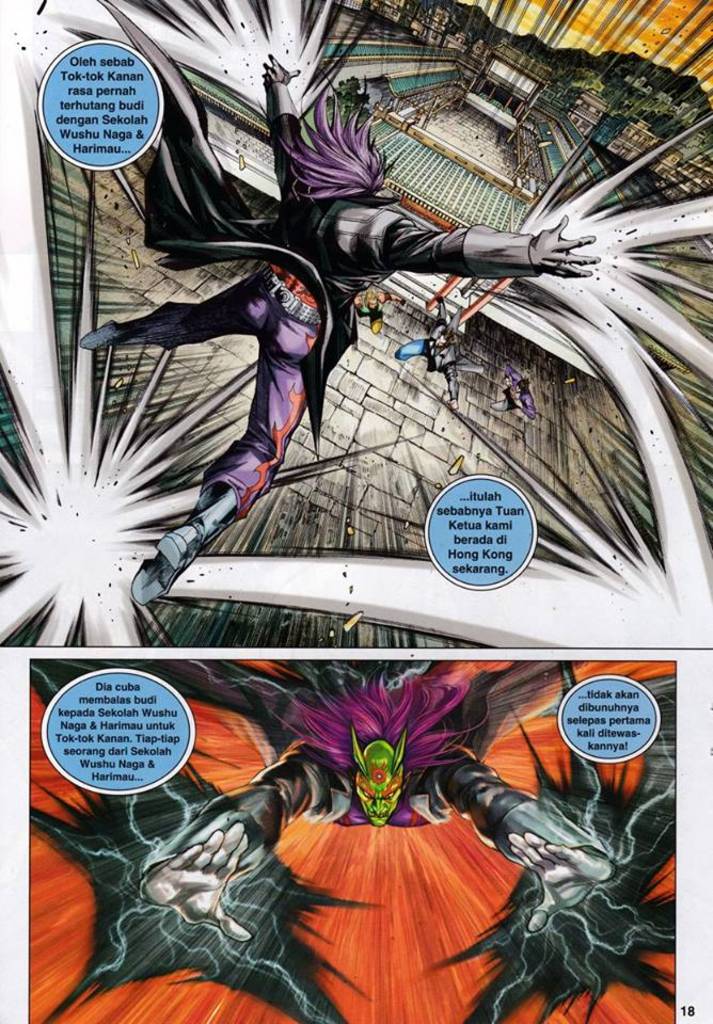 Oleh sebab
Tok-tok Kanan
rasa pernah
terhutang budi
dengan Sekolah
Wushu Naga &
Harimau...
...itulah
sebabnya Tuan
Ketua kami
berada di
Hong Kong
sekarang.
Dia cuba
membalas budi
kepada Sekolah Wushu
Naga & Harimau untuk
Tok-tok Kanan. Tiap-tiap
seorang dari Sekolah
Wushu Naga &
Harimau...
...tidak akan
dibunuhnya
selepas pertama
kali ditewas-
kannya!
18